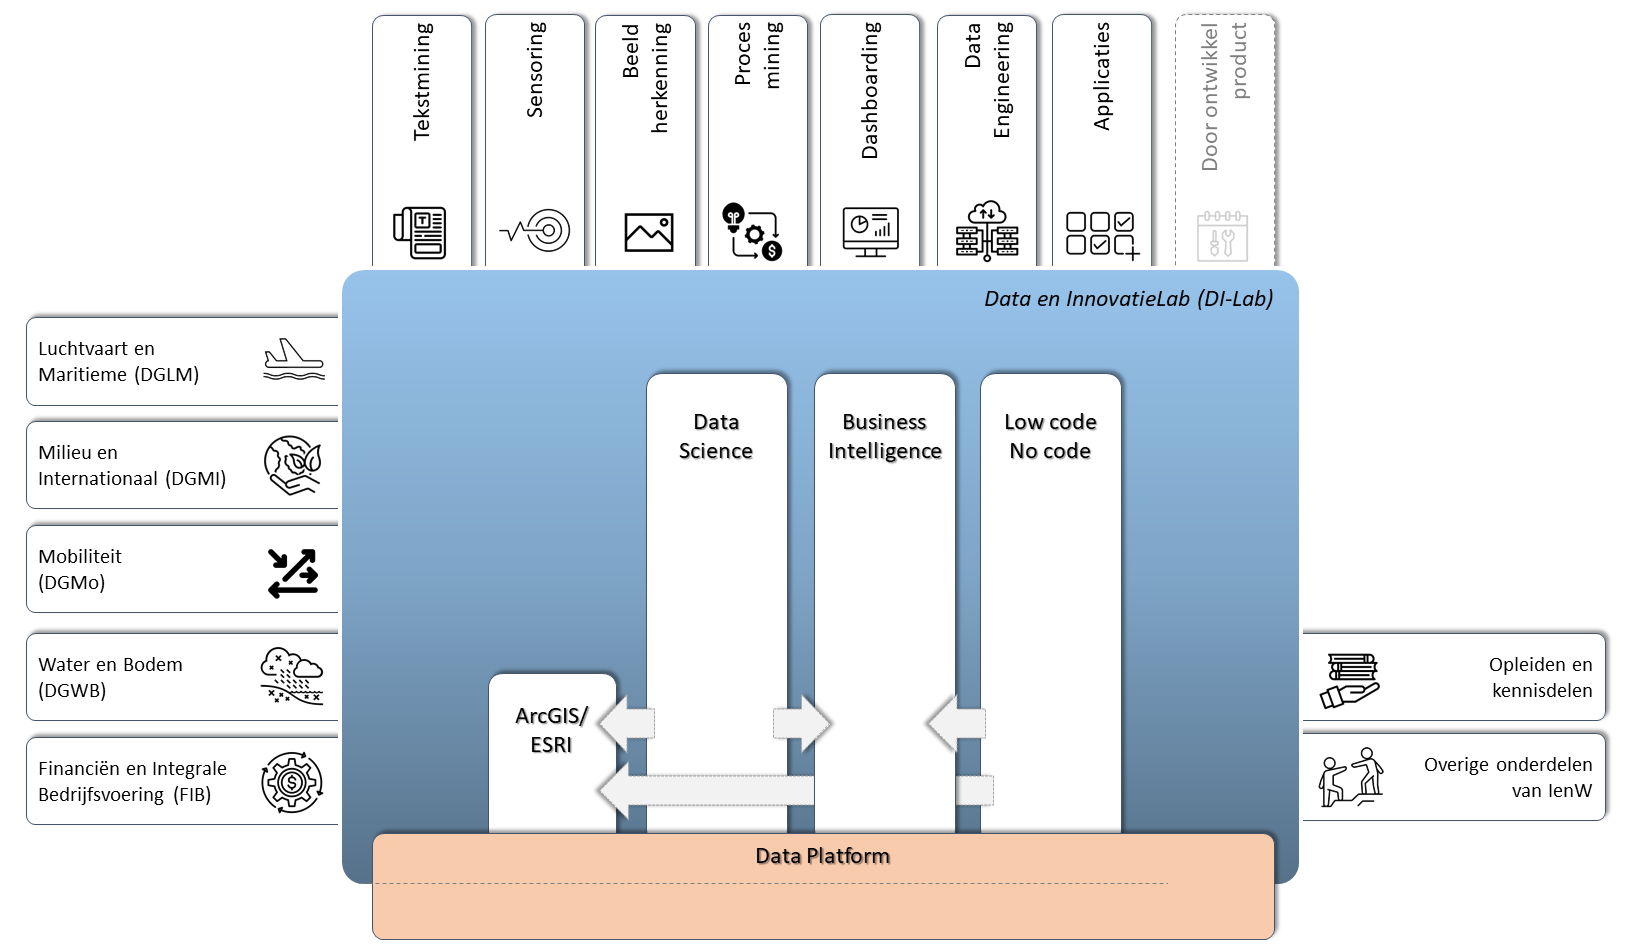 Tekstmining
Sensoring
Beeld
herkenning
Proces
mining
Dashboarding
Data
Engineering
Applicaties
Door ontwikkel
product
Data en InnovatieLab (DI-Lab)
Luchtvaart en
Maritieme (DGLM)
Milieu en
Internationaal (DGMI)
Mobiliteit
(DGMo)
Water en Bodem
(DGWB)
Financiën en Integrale
Bedrijfsvoering (FIB)
Data
Science
Business
Intelligence
Low code
No code
ArcGIS/
ESRI
Opleiden en
kennisdelen
Overige onderdelen
van IenW
Data Platform